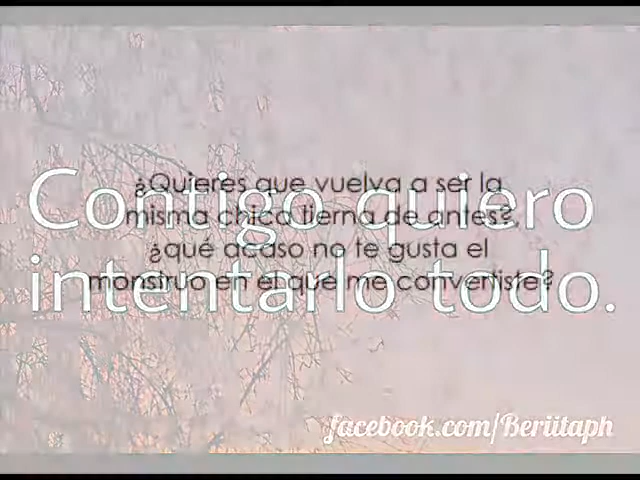 Contigo quiero
intentarlo todo.
¿Quieres que vuelva a ser la
misma chica tierna de antes?,
¿qué acaso no te gusta el
monstruo en el que me convertiste?
facebook.com/Beriitaph